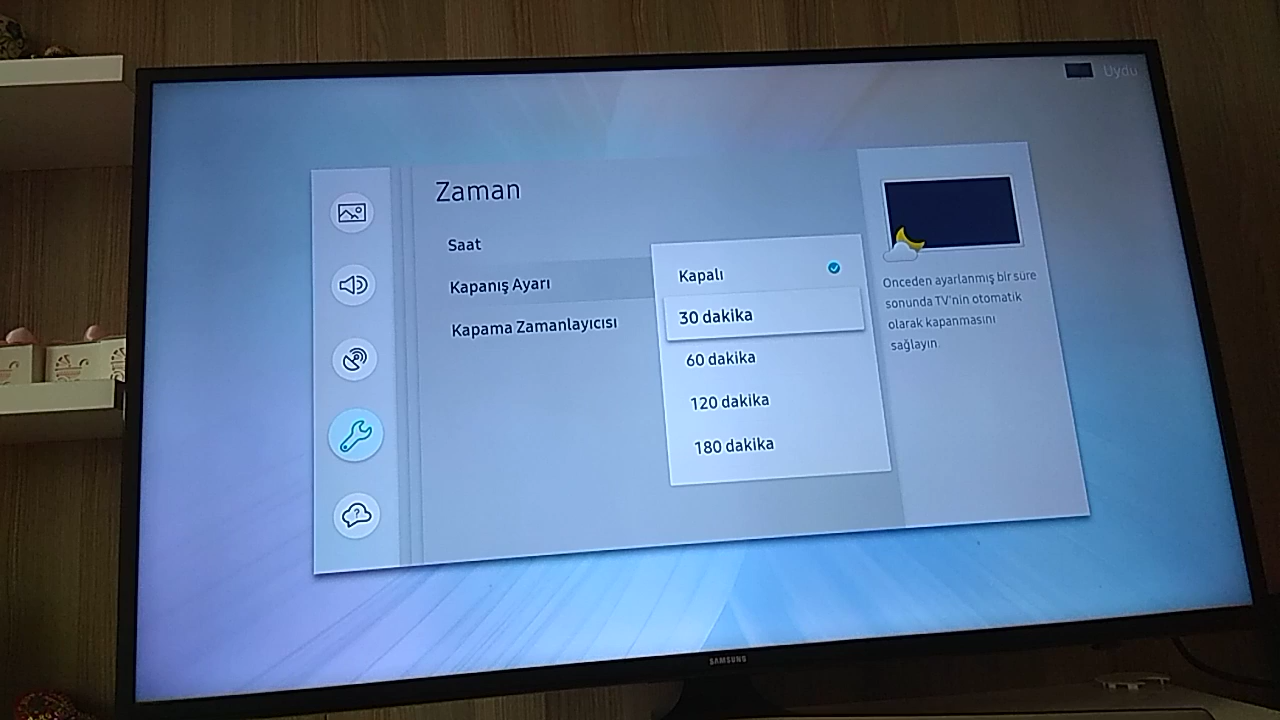 Uydu
Zaman
Saat
Kapanış Ayarı
Kapama Zamanlayıcısı
Kapalı
30 dakika
60 dakika
120 dakika
180 dakika
Önceden ayarlanmış bir süre
sonunda TV'nin otomatik
olarak kapanmasını
sağlayın.
SAMSUNG